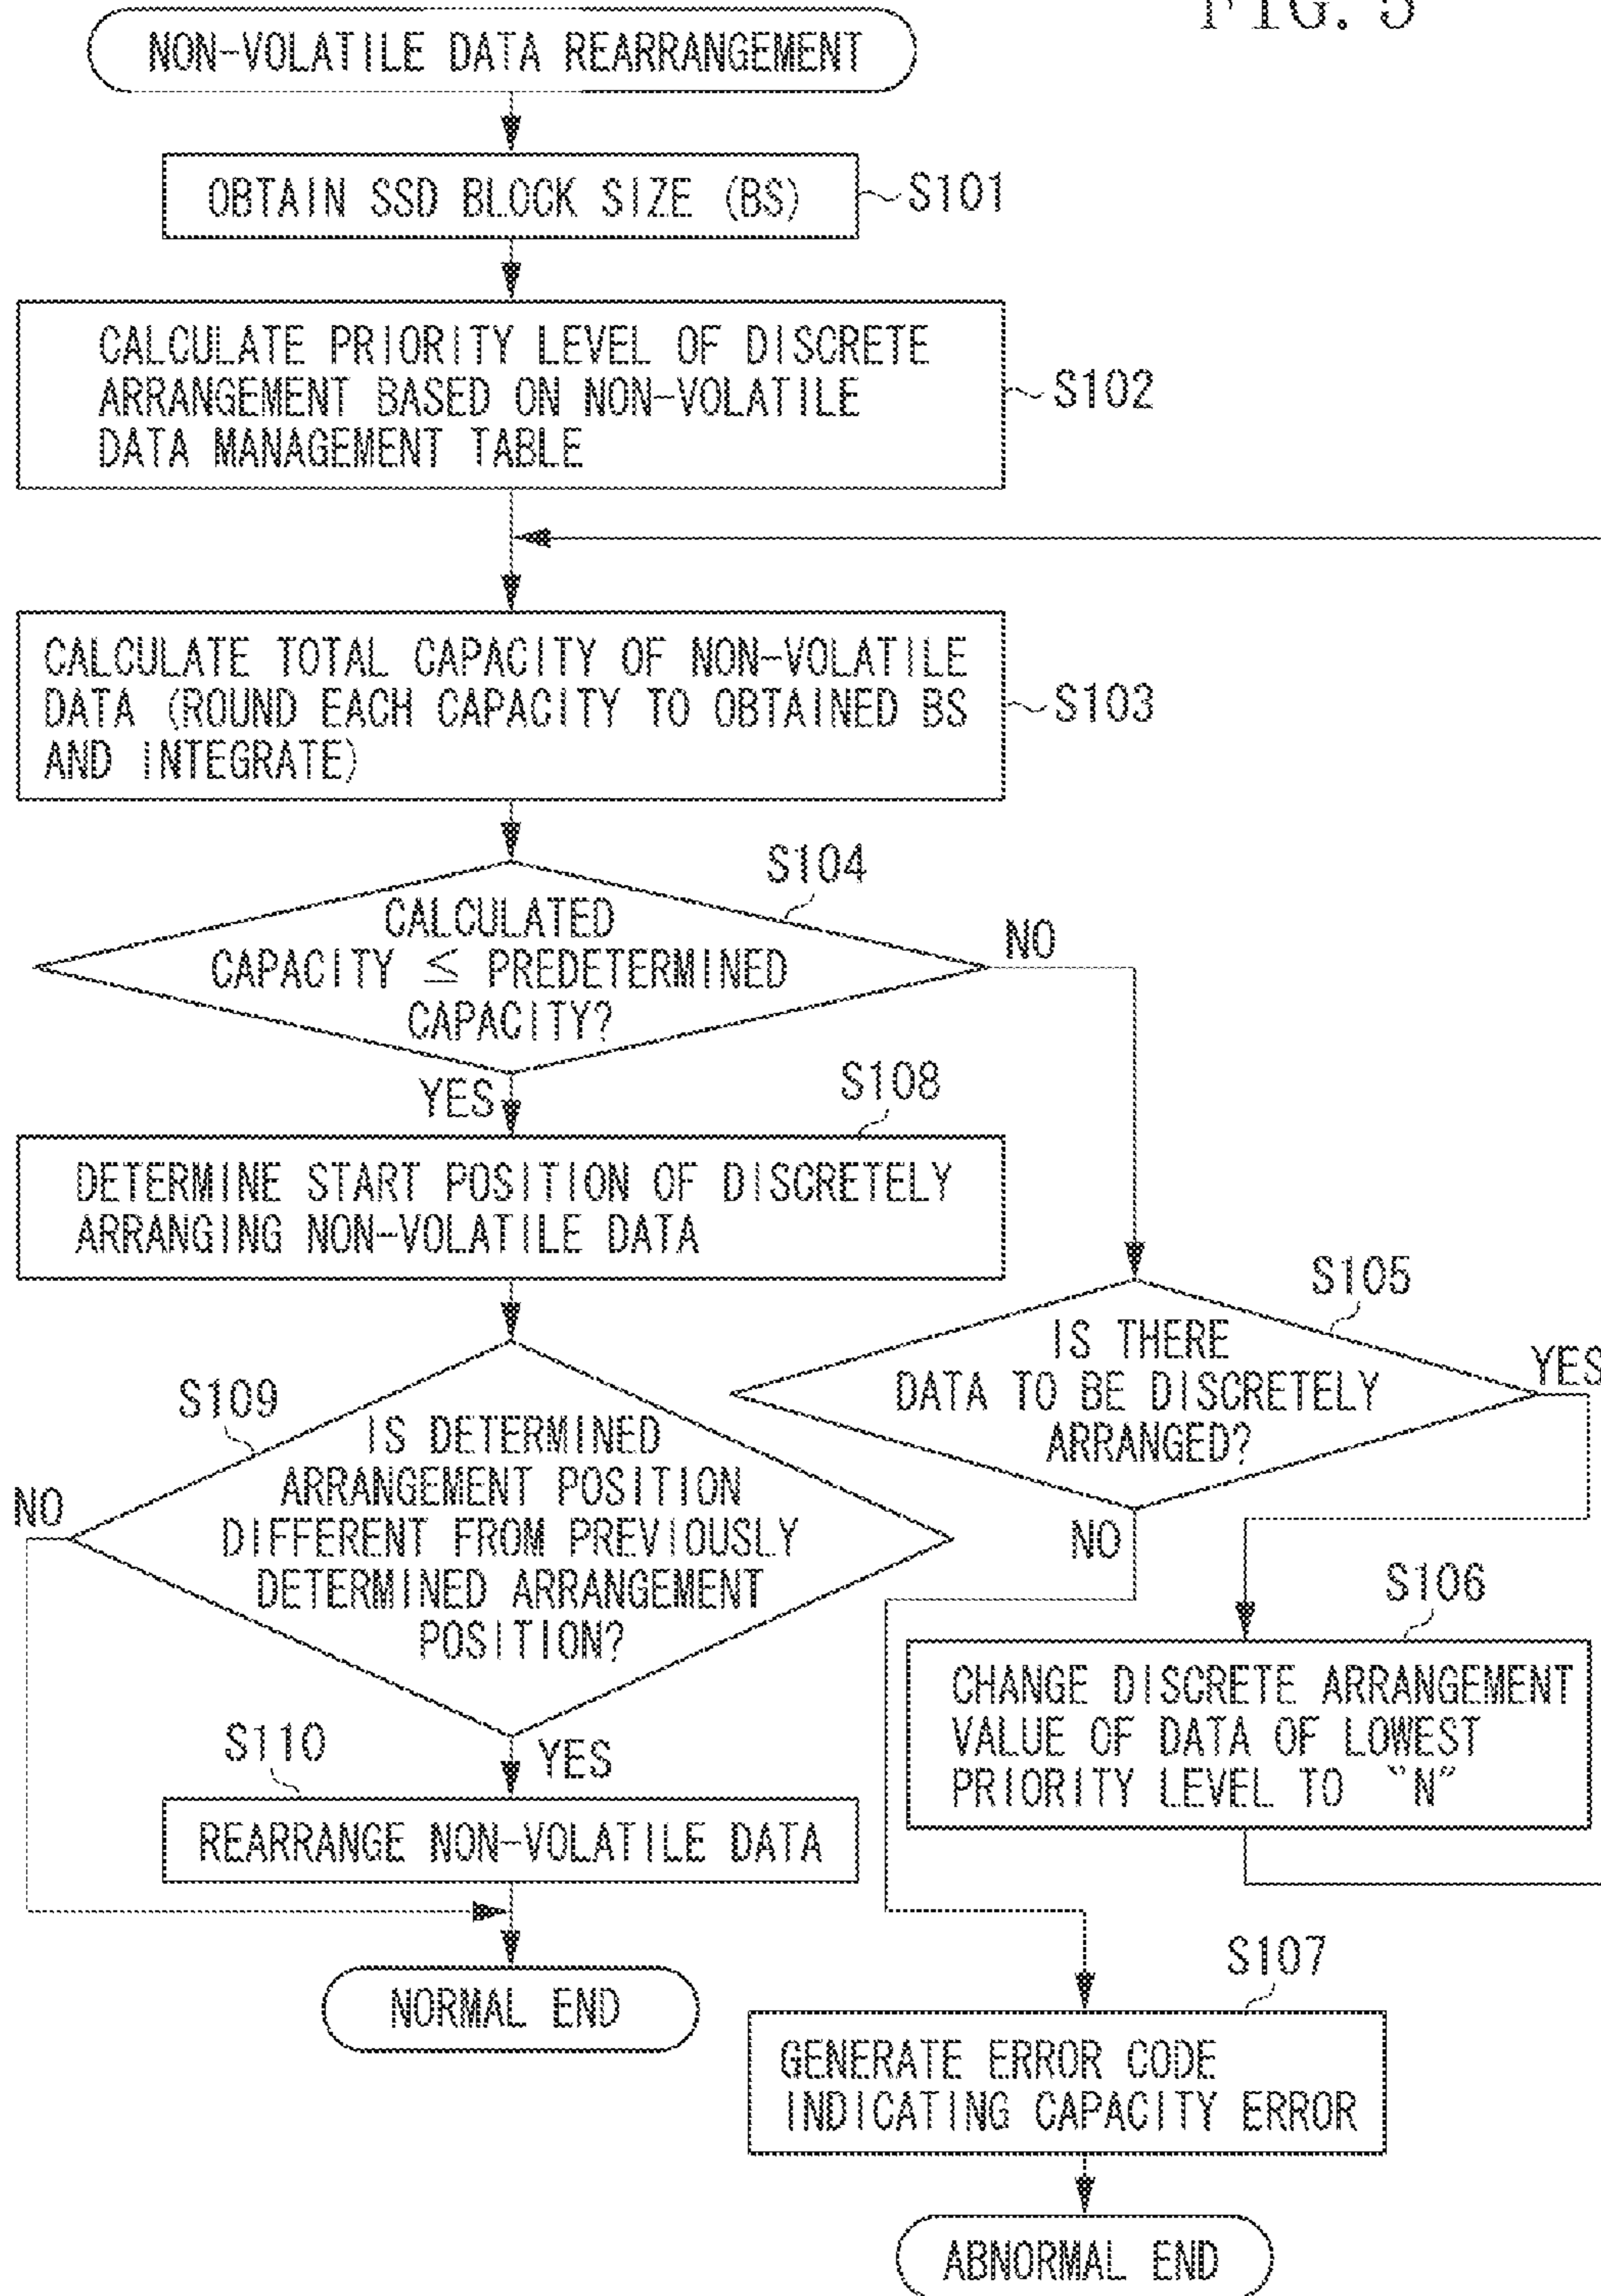 FIG. 5
NON-VOLATILE DATA REARRANGEMENT
OBTAIN SSD BLOCK SIZE (BS)
S101
CALCULATE PRIORITY LEVEL OF DISCRETE
ARRANGEMENT BASED ON NON-VOLATILE
DATA MANAGEMENT TABLE
S102
CALCULATE TOTAL CAPACITY OF NON-VOLATILE
DATA (ROUND EACH CAPACITY TO OBTAINED BS
AND INTEGRATE)
S103
S104
CALCULATED
CAPACITY ≤ PREDETERMINED
CAPACITY?
NO
YES
S108
DETERMINE START POSITION OF DISCRETELY
ARRANGING NON-VOLATILE DATA
S105
IS THERE
DATA TO BE DISCRETELY
ARRANGED?
YES
NO
S109
IS DETERMINED
ARRANGEMENT POSITION
DIFFERENT FROM PREVIOUSLY
DETERMINED ARRANGEMENT
POSITION?
NO
YES
S106
CHANGE DISCRETE ARRANGEMENT
VALUE OF DATA OF LOWEST
PRIORITY LEVEL TO “N”
S110
REARRANGE NON-VOLATILE DATA
NORMAL END
S107
GENERATE ERROR CODE
INDICATING CAPACITY ERROR
ABNORMAL END